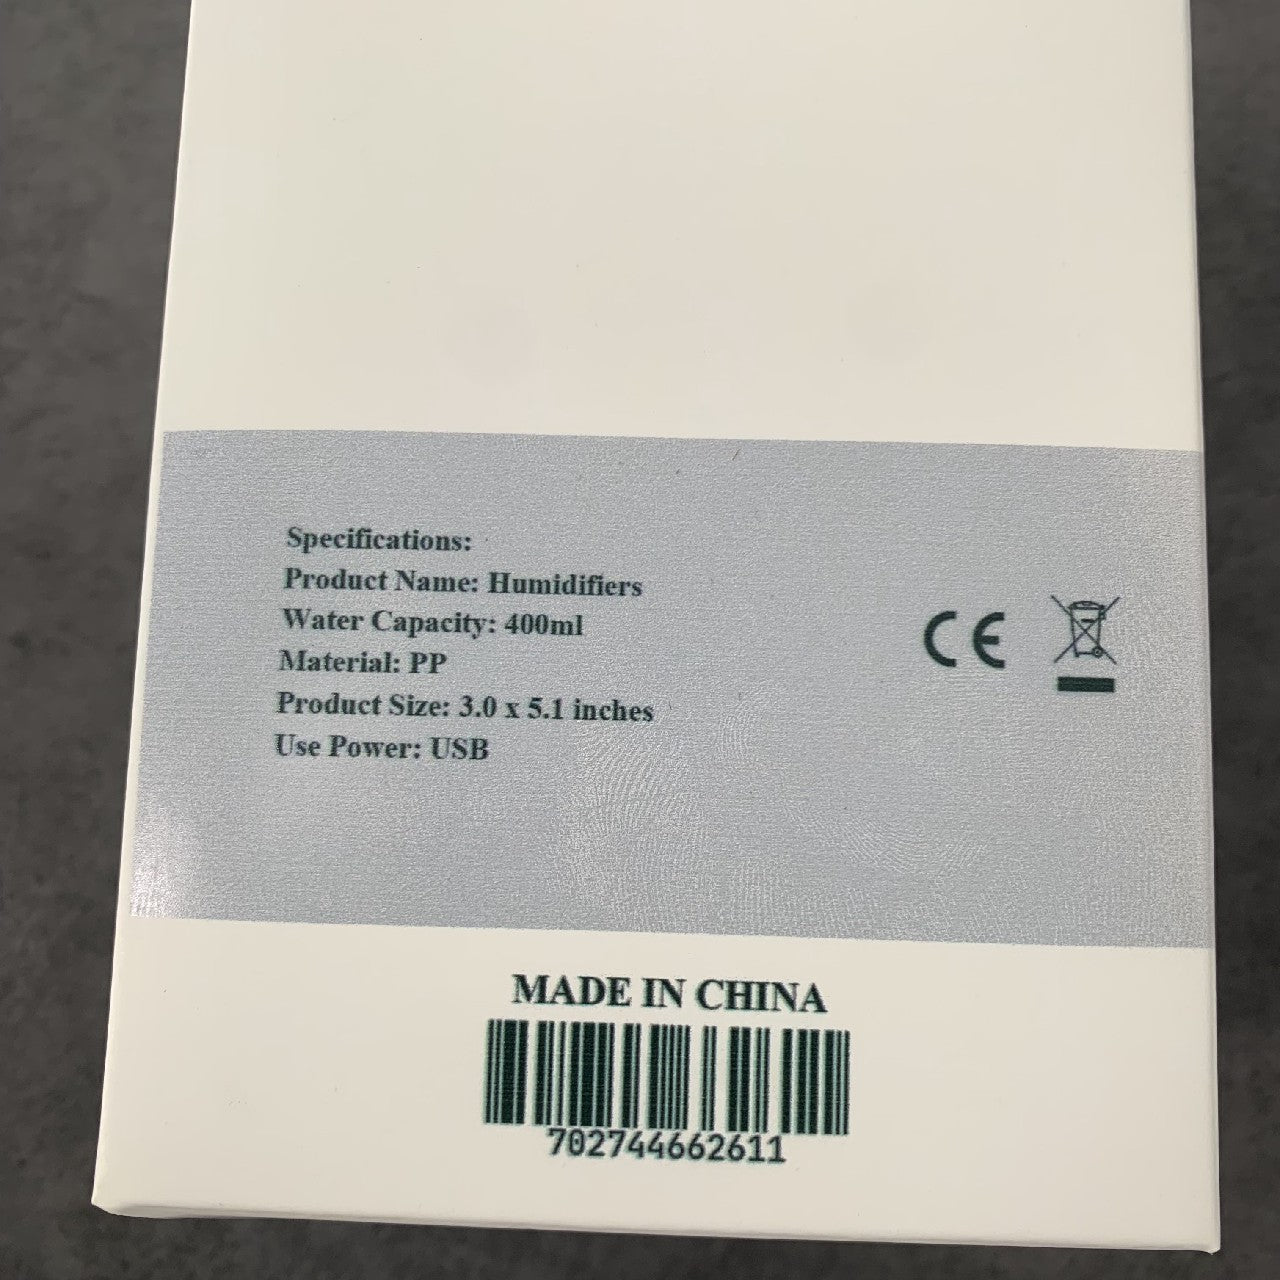 Specifications:
Product Name: Humidifiers
Water Capacity: 400ml
Material: PP
Product Size: 3.0 x 5.1 inches
Use Power: USB
CE
MADE IN CHINA
702744662611